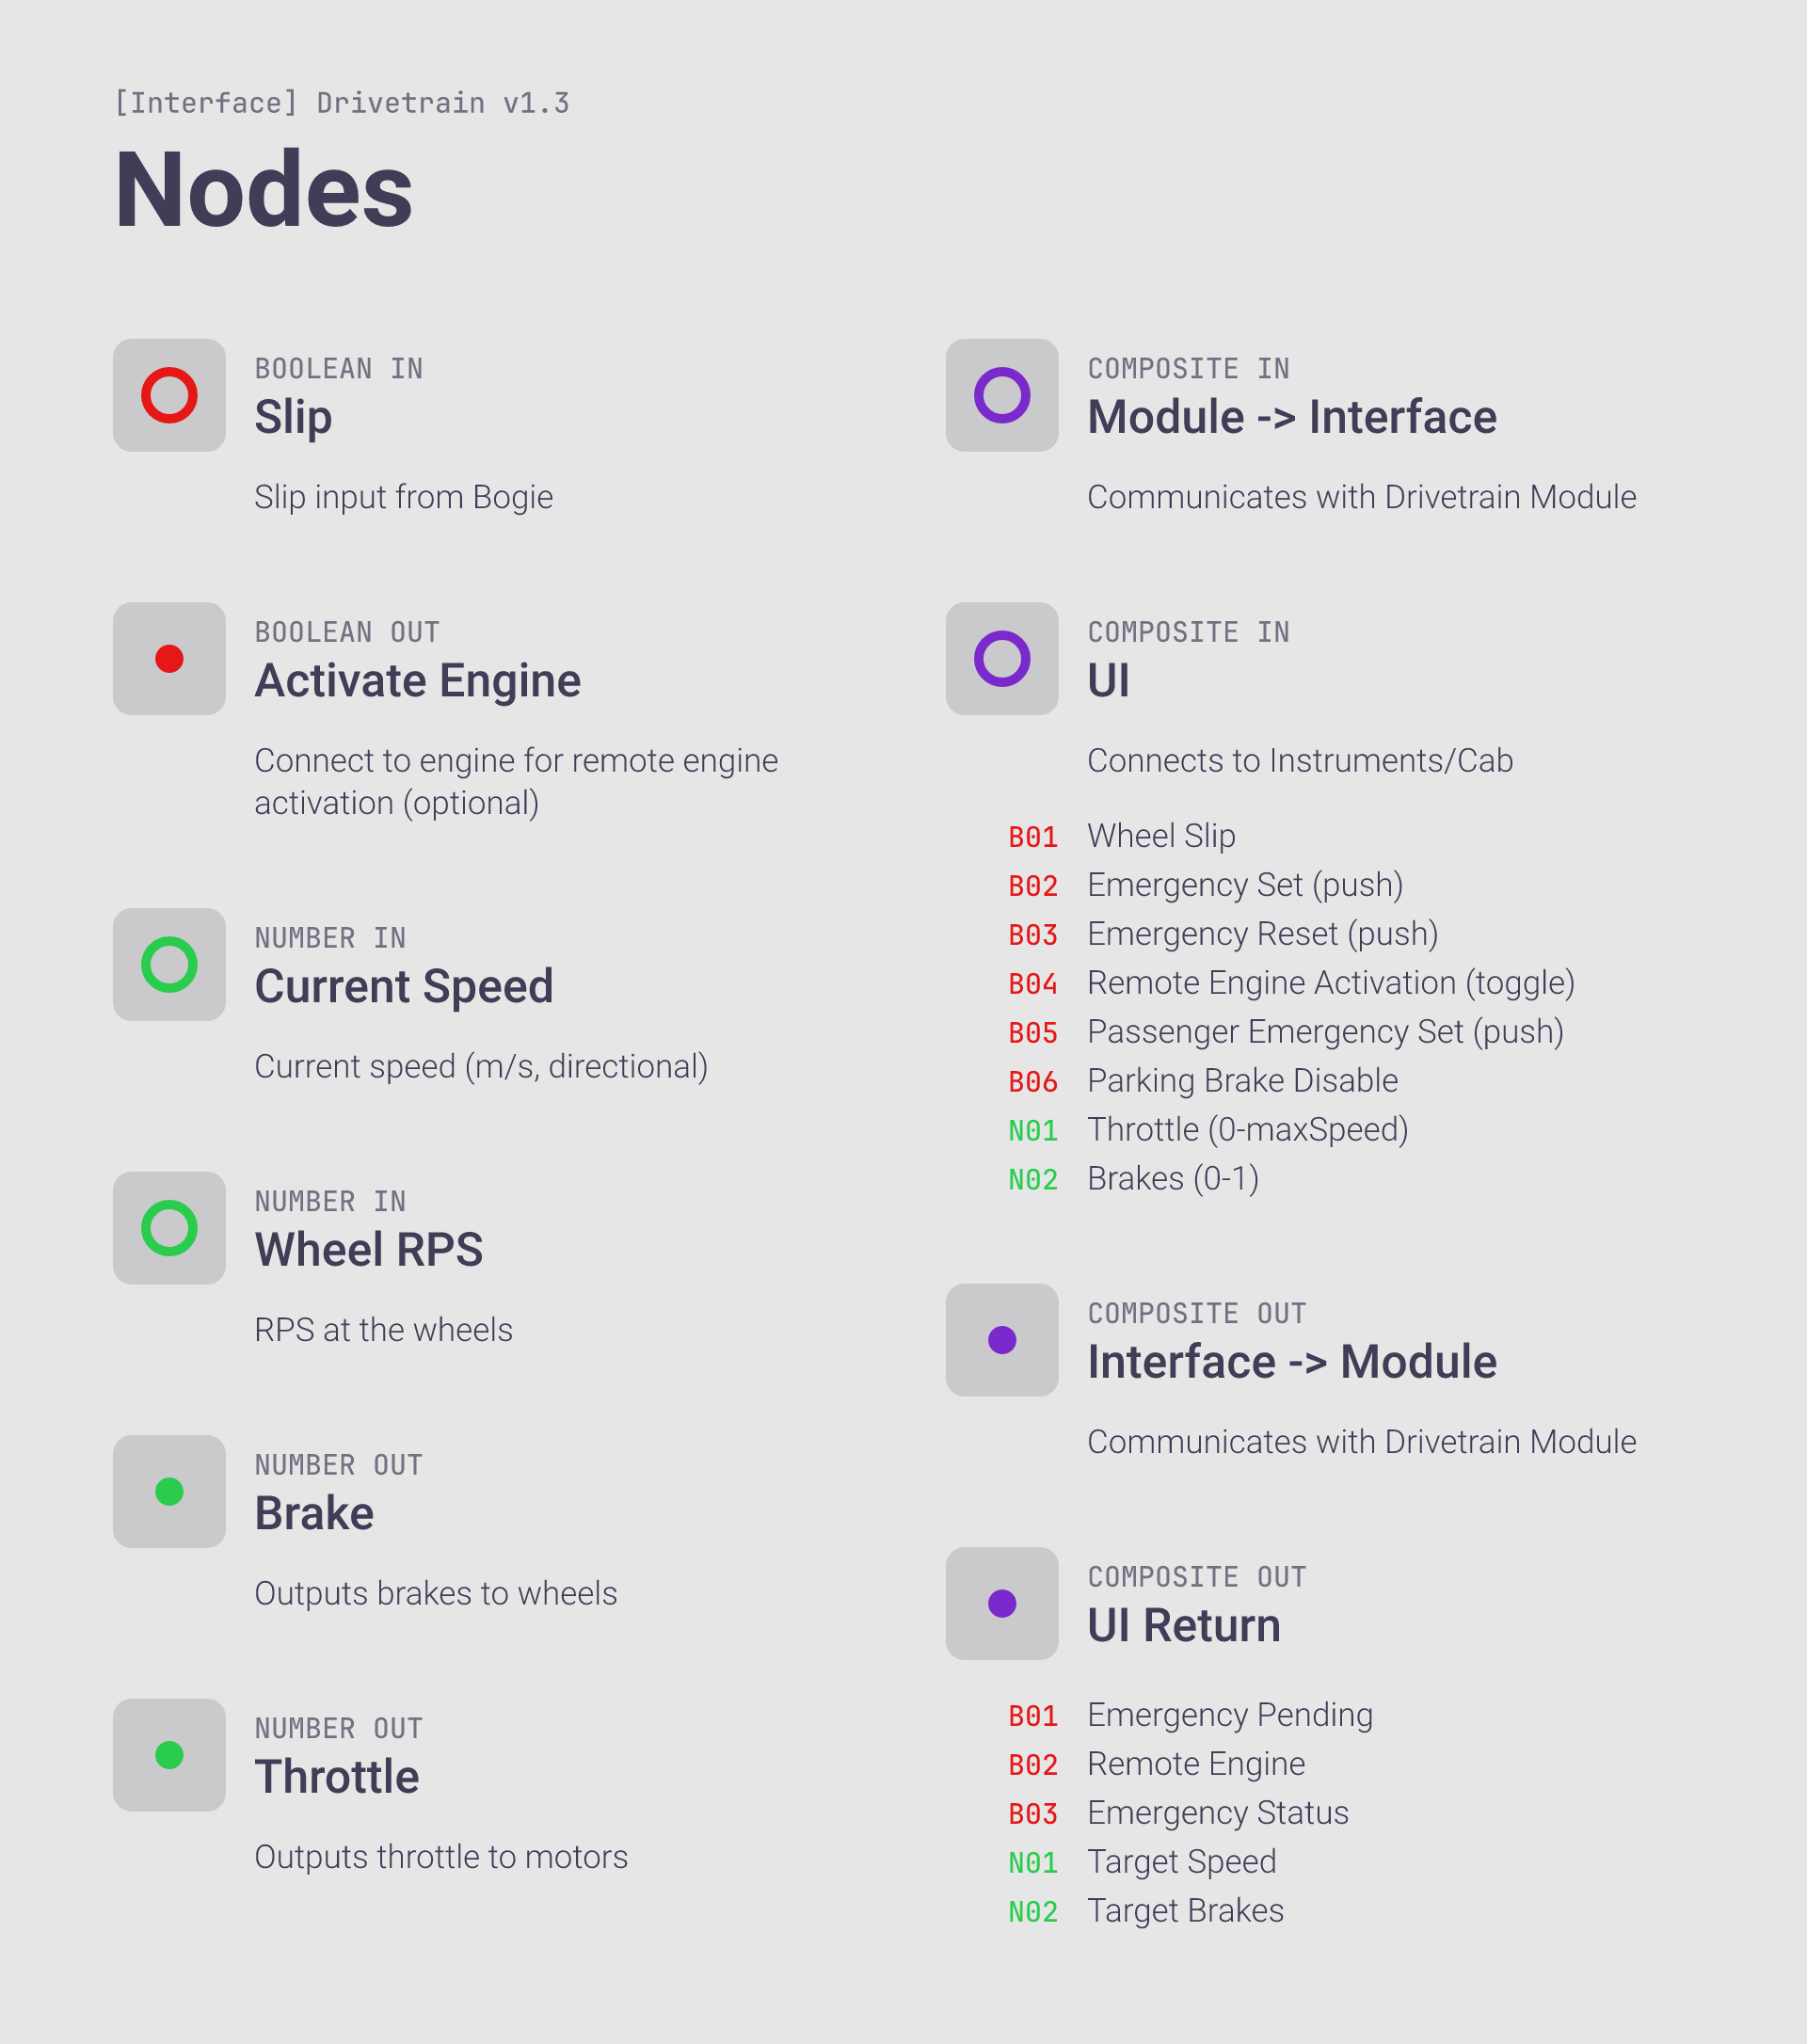 [Interface] Drivetrain v1.3
Nodes
BOOLEAN IN
Slip
Slip input from Bogie
BOOLEAN OUT
Activate Engine
Connect to engine for remote engine
activation (optional)
NUMBER IN
Current Speed
Current speed (m/s, directional)
NUMBER IN
Wheel RPS
RPS at the wheels
NUMBER OUT
Brake
Outputs brakes to wheels
NUMBER OUT
Throttle
Outputs throttle to motors
COMPOSITE IN
Module -> Interface
Communicates with Drivetrain Module
COMPOSITE IN
UI
Connects to Instruments/Cab
B01 Wheel Slip
B02 Emergency Set (push)
B03 Emergency Reset (push)
B04 Remote Engine Activation (toggle)
B05 Passenger Emergency Set (push)
B06 Parking Brake Disable
N01 Throttle (0-maxSpeed)
N02 Brakes (0-1)
COMPOSITE OUT
Interface -> Module
Communicates with Drivetrain Module
COMPOSITE OUT
UI Return
B01 Emergency Pending
B02 Remote Engine
B03 Emergency Status
N01 Target Speed
N02 Target Brakes